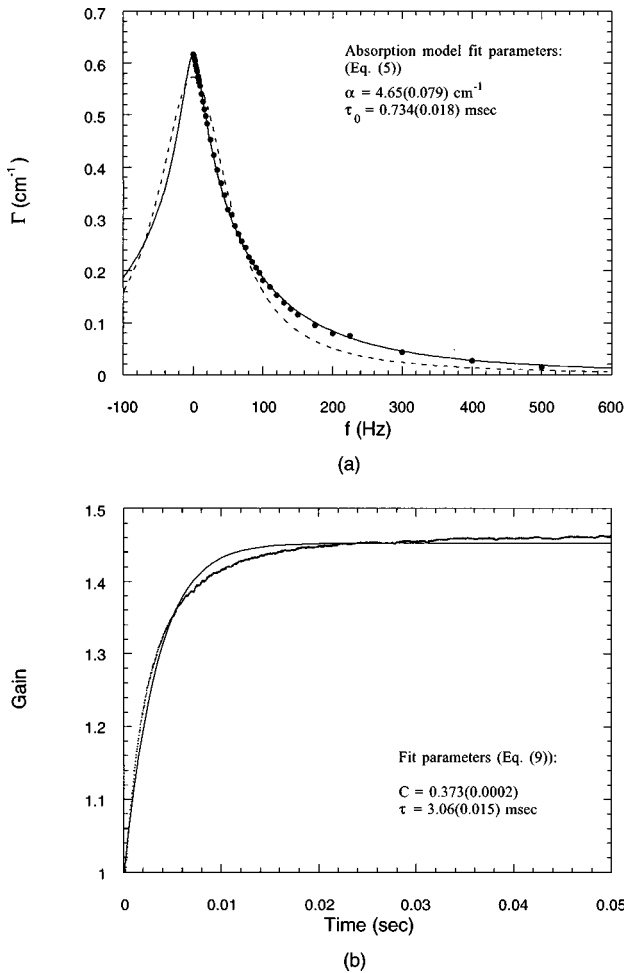 0.7
0.6
0.5
0.4
0.3
0.2
0.1
0
Γ (cm⁻¹)
Absorption model fit parameters:
(Eq. (5))
α = 4.65(0.079) cm⁻¹
τ₀ = 0.734(0.018) msec
-100 0 100 200 300 400 500 600
f (Hz)
(a)
1.5
1.4
1.3
1.2
1.1
1
Gain
Fit parameters (Eq. (9)):
C = 0.373(0.0002)
τ = 3.06(0.015) msec
0 0.01 0.02 0.03 0.04 0.05
Time (sec)
(b)